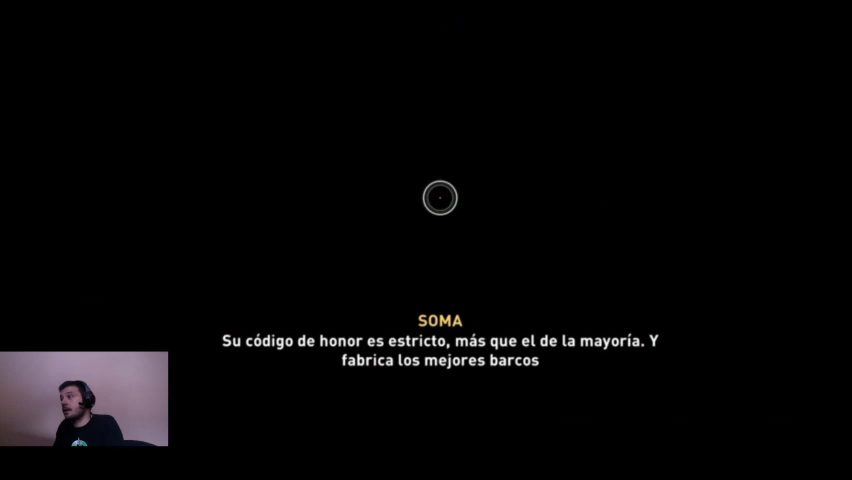 SOMA
Su código de honor es estricto, más que el de la mayoría. Y
fabrica los mejores barcos